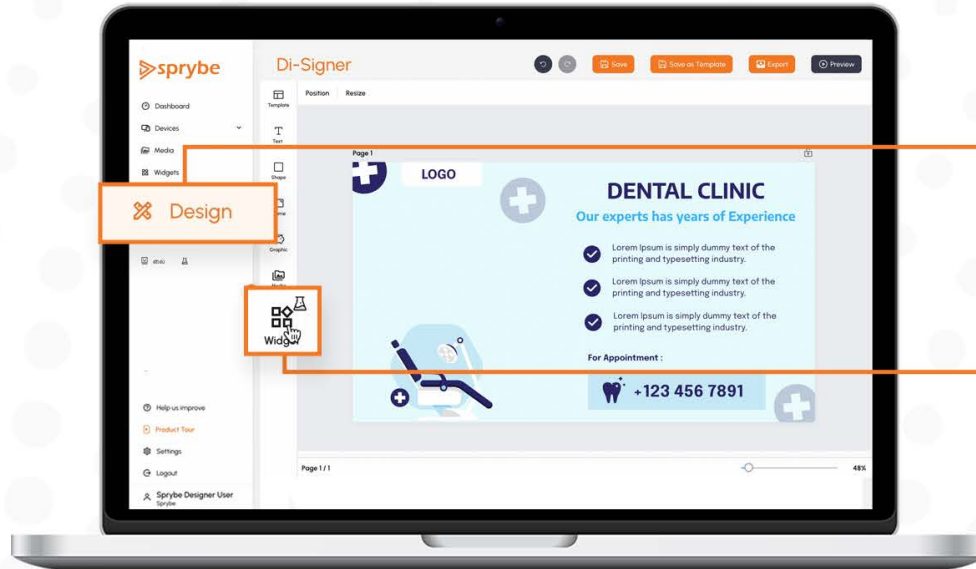 sprybe
Di-Signer
Save
Save as Template
Export
Preview
Dashboard
Devices
Media
Widgets
Design
Help us improve
Product Tour
Settings
Logout
Sprybe Designer User
Sprybe
Template
Text
Shape
Graphic
Media
Widget
Position
Resize
Page 1
LOGO
DENTAL CLINIC
Our experts has years of Experience
Lorem Ipsum is simply dummy text of the
printing and typesetting industry.
Lorem Ipsum is simply dummy text of the
printing and typesetting industry.
Lorem Ipsum is simply dummy text of the
printing and typesetting industry.
For Appointment :
+123 456 7891
Page 1 / 1
48%